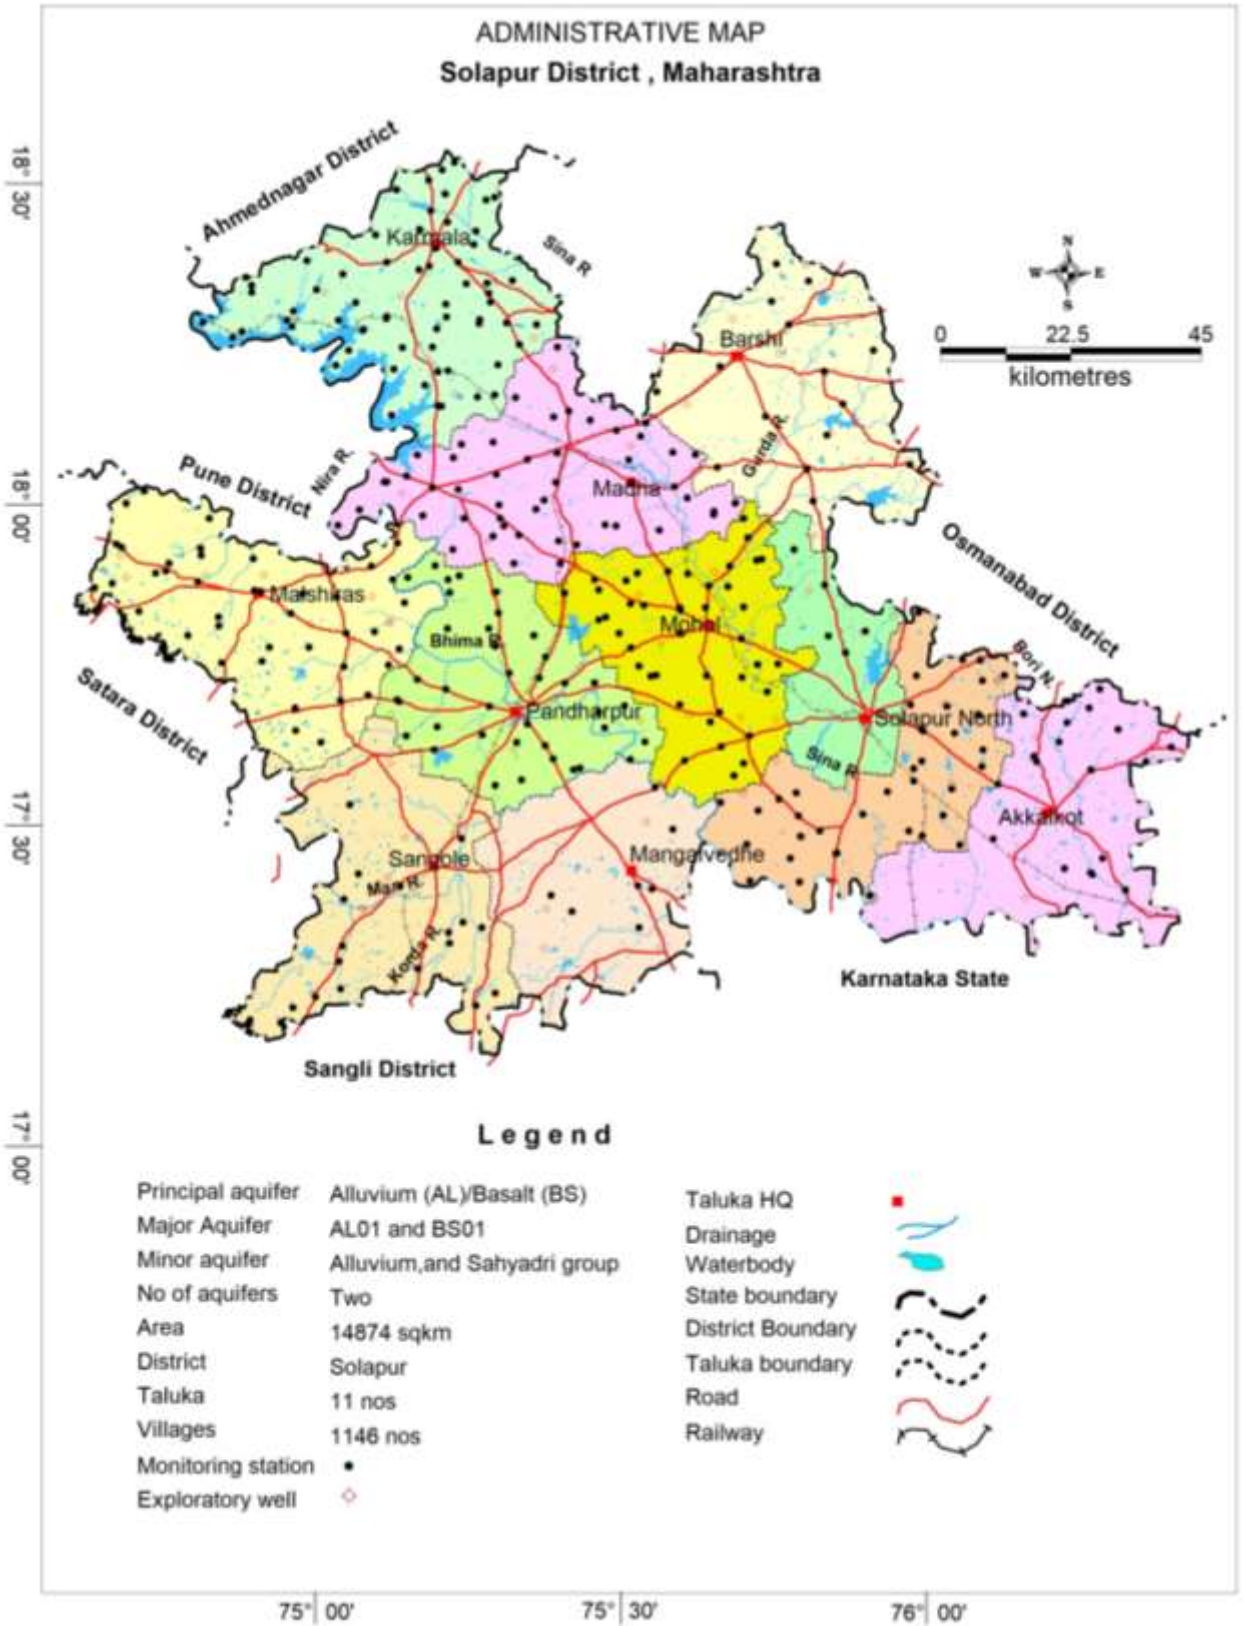 ADMINISTRATIVE MAP
Solapur District , Maharashtra
Ahmednagar District
Karmala
Sina R
N
W E
S
0 22.5 45
kilometres
Barshi
Gurda R.
Nira R.
Pune District
Madha
Osmanabad District
Malshiras
Mohol
Bhima R
Bori N.
Satara District
Pandharpur
Solapur North
Sina R
Akkalkot
Sangole
Mangalvedhe
Man R.
Korda R.
Karnataka State
Sangli District
18° 30'
18° 00'
17° 30'
17° 00'
Legend
Principal aquifer Alluvium (AL)/Basalt (BS)
Major Aquifer AL01 and BS01
Minor aquifer Alluvium,and Sahyadri group
No of aquifers Two
Area 14874 sqkm
District Solapur
Taluka 11 nos
Villages 1146 nos
Monitoring station
Exploratory well
Taluka HQ
Drainage
Waterbody
State boundary
District Boundary
Taluka boundary
Road
Railway
75° 00' 75° 30' 76° 00'